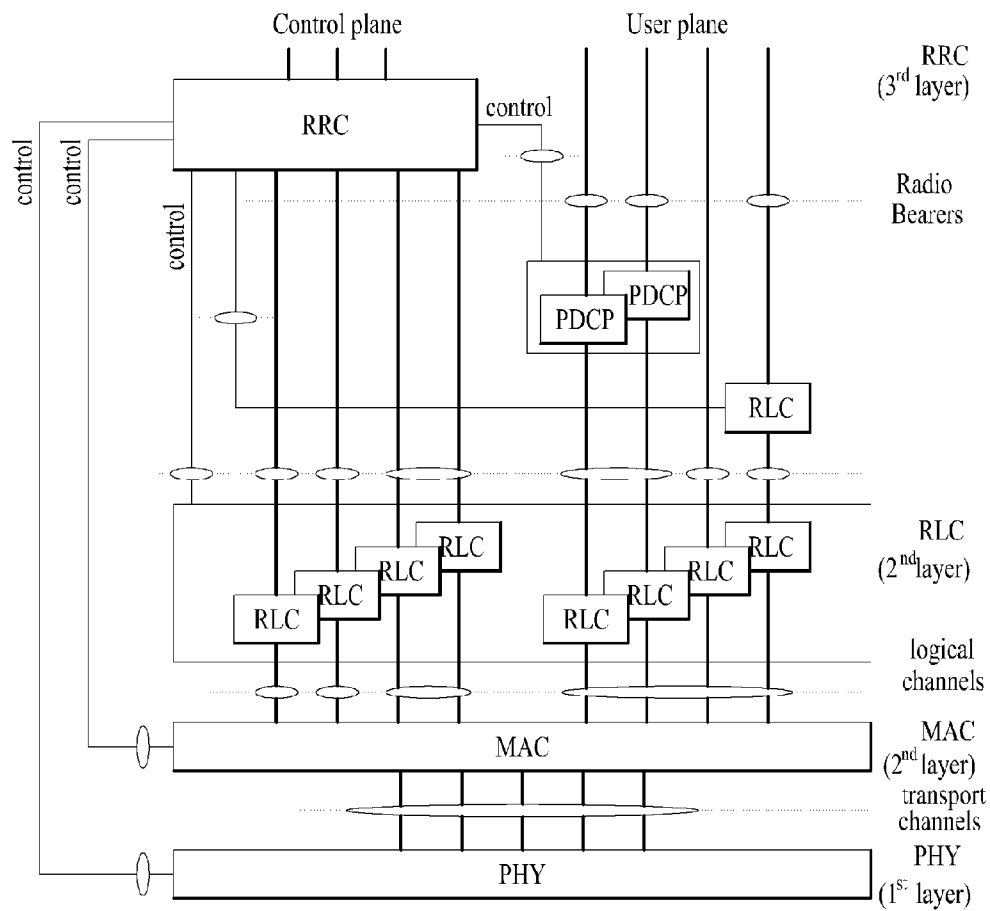 Control plane
User plane
RRC
(3rd layer)
RRC
control
control
control
control
Radio
Bearers
PDCP
PDCP
RLC
RLC
RLC
RLC
RLC
RLC
RLC
RLC
RLC
RLC
(2nd layer)
logical
channels
MAC
MAC
(2nd layer)
transport
channels
PHY
PHY
(1st layer)